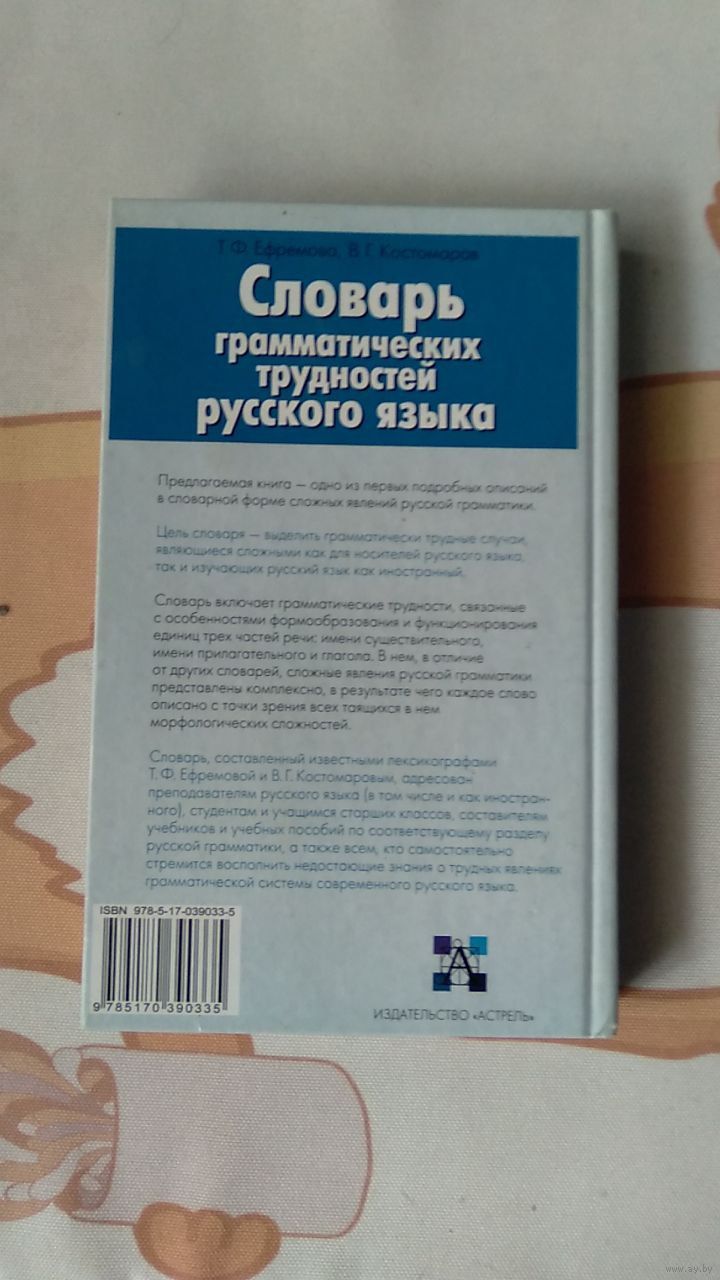 Т. Ф. Ефремова, В. Г. Костомаров
Словарь
грамматических
трудностей
русского языка
Предлагаемая книга — одно из первых подробных описаний
в словарной форме сложных явлений русской грамматики.
Цель словаря — выделить грамматически трудные случаи,
являющиеся сложными как для носителей русского языка,
так и изучающих русский язык как иностранный.
Словарь включает грамматические трудности, связанные
с особенностями формообразования и функционирования
единиц трех частей речи: имени существительного,
имени прилагательного и глагола. В нем, в отличие
от других словарей, сложные явления русской грамматики
представлены комплексно, в результате чего каждое слово
описано с точки зрения всех таящихся в нем
морфологических сложностей.
Словарь, составленный известными лексикографами
Т. Ф. Ефремовой и В. Г. Костомаровым, адресован
преподавателям русского языка (в том числе и как иностран-
ного), студентам и учащимся старших классов, составителям
учебников и учебных пособий по соответствующему разделу
русской грамматики, а также всем, кто самостоятельно
стремится восполнить недостающие знания о трудных явлениях
грамматической системы современного русского языка.
ISBN 978-5-17-039033-5
9 785170 390335
А
ИЗДАТЕЛЬСТВО «АСТРЕЛЬ»
www.ay.by